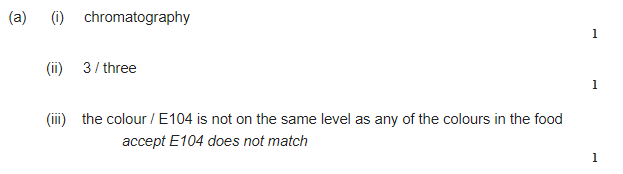 (a) (i) chromatography
1
(ii) 3 / three
1
(iii) the colour / E104 is not on the same level as any of the colours in the food
accept E104 does not match
1